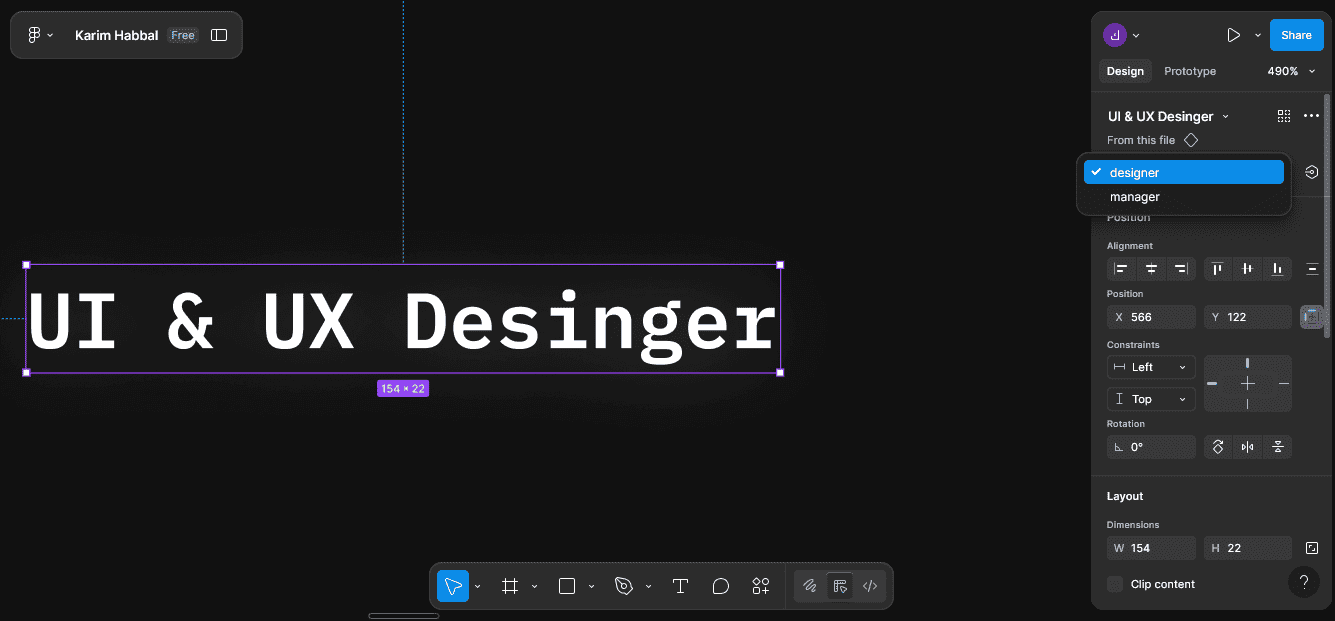 Karim Habbal Free
Share
Design Prototype 490%
UI & UX Desinger
From this file
designer
manager
Position
Alignment
Position
X 566 Y 122
Constraints
Left
Top
Rotation
0°
Layout
Dimensions
W 154 H 22
Clip content
?
UI & UX Desinger
154 × 22